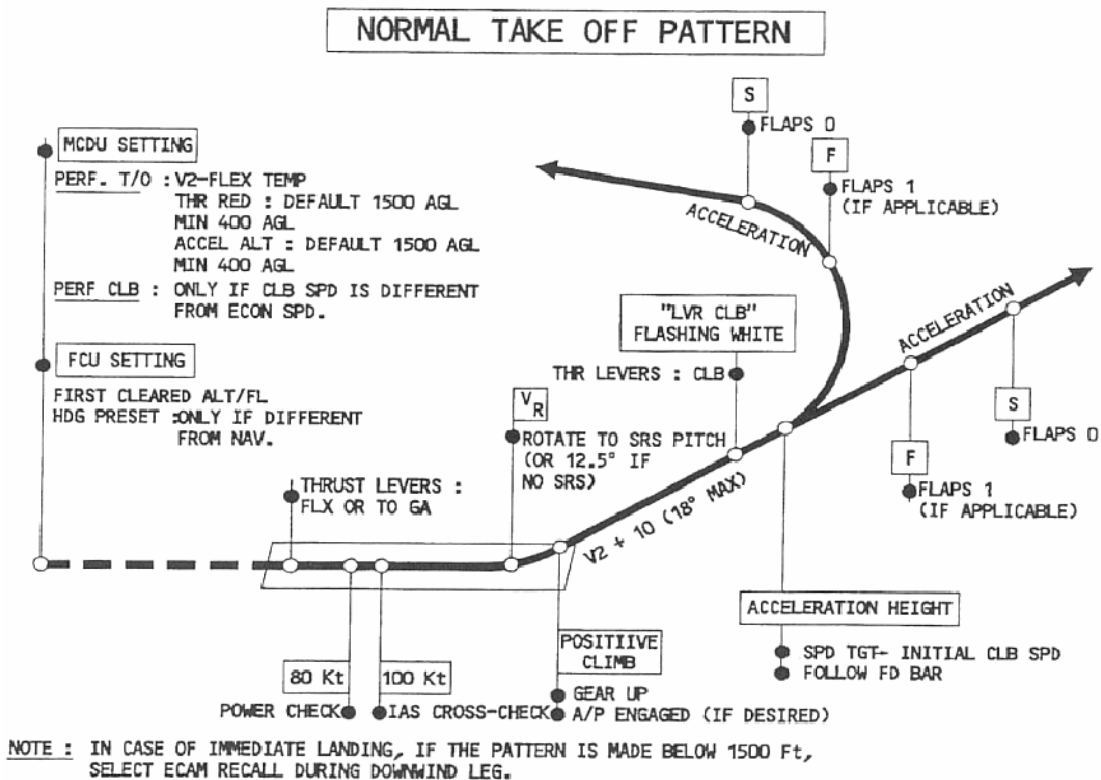 NORMAL TAKE OFF PATTERN
MCDU SETTING
PERF. T/O : V2-FLEX TEMP
THR RED : DEFAULT 1500 AGL
MIN 400 AGL
ACCEL ALT : DEFAULT 1500 AGL
MIN 400 AGL
PERF CLB : ONLY IF CLB SPD IS DIFFERENT
FROM ECON SPD.
FCU SETTING
FIRST CLEARED ALT/FL
HDG PRESET :ONLY IF DIFFERENT
FROM NAV.
THRUST LEVERS :
FLX OR TO GA
80 Kt
POWER CHECK
100 Kt
IAS CROSS-CHECK
VR
ROTATE TO SRS PITCH
(OR 12.5° IF
NO SRS)
POSITIIVE
CLIMB
GEAR UP
A/P ENGAGED (IF DESIRED)
V2 + 10 (18° MAX)
"LVR CLB"
FLASHING WHITE
THR LEVERS : CLB
ACCELERATION HEIGHT
SPD TGT- INITIAL CLB SPD
FOLLOW FD BAR
ACCELERATION
F
FLAPS 1
(IF APPLICABLE)
S
FLAPS 0
ACCELERATION
F
FLAPS 1
(IF APPLICABLE)
S
FLAPS 0
NOTE : IN CASE OF IMMEDIATE LANDING, IF THE PATTERN IS MADE BELOW 1500 Ft,
SELECT ECAM RECALL DURING DOWNWIND LEG.